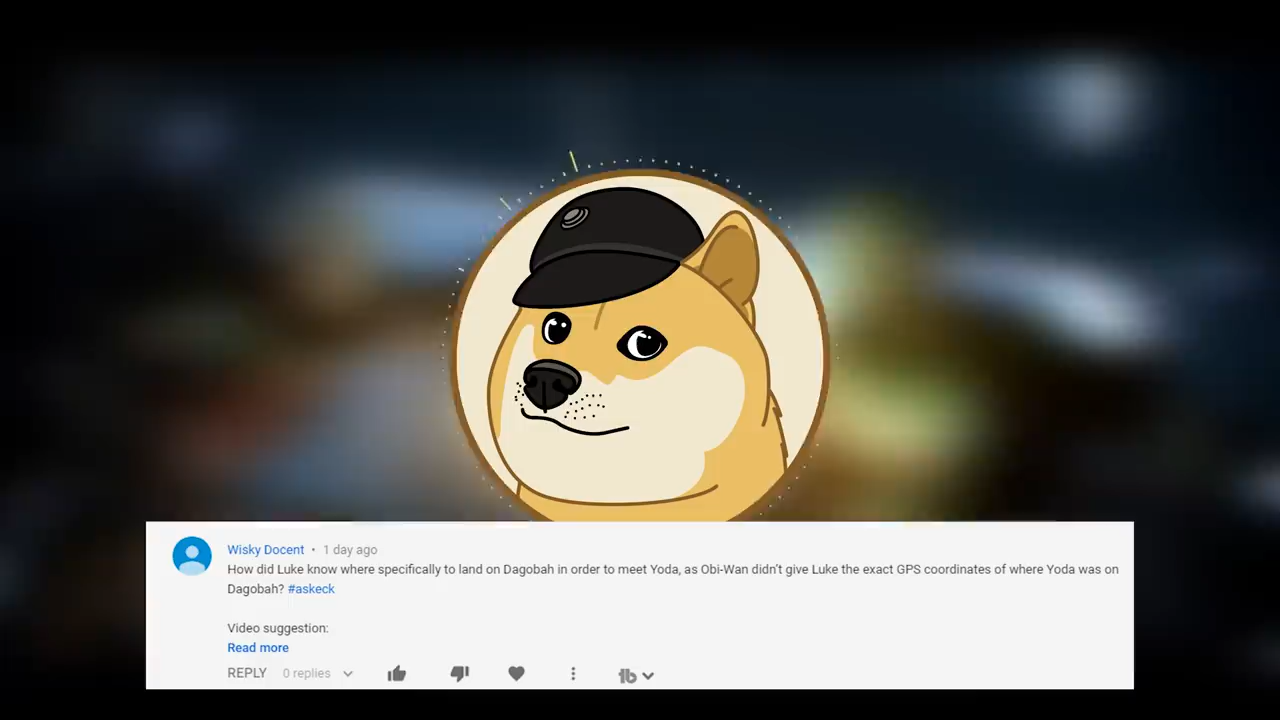 Wisky Docent • 1 day ago
How did Luke know where specifically to land on Dagobah in order to meet Yoda, as Obi-Wan didn't give Luke the exact GPS coordinates of where Yoda was on
Dagobah? #askeck
Video suggestion:
Read more
REPLY 0 replies